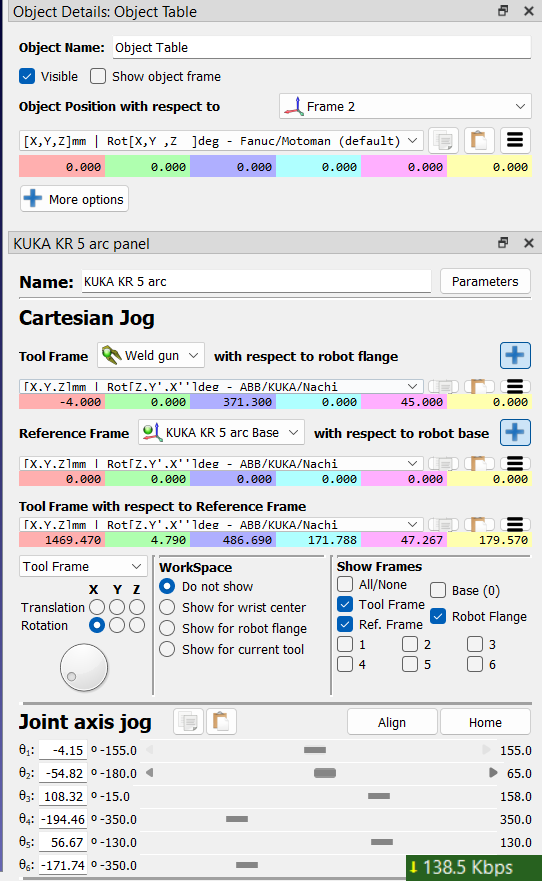 Object Details: Object Table
Object Name: Object Table
Visible Show object frame
Object Position with respect to Frame 2
[X,Y,Z]mm | Rot[X,Y ,Z  ]deg - Fanuc/Motoman (default)
0.000 0.000 0.000 0.000 0.000 0.000
More options
KUKA KR 5 arc panel
Name: KUKA KR 5 arc Parameters
Cartesian Jog
Tool Frame Weld gun with respect to robot flange
[X,Y,Z]mm | Rot[Z,Y',X'']deg - ABB/KUKA/Nachi
-4.000 0.000 371.300 0.000 45.000 0.000
Reference Frame KUKA KR 5 arc Base with respect to robot base
[X,Y,Z]mm | Rot[Z,Y',X'']deg - ABB/KUKA/Nachi
0.000 0.000 0.000 0.000 0.000 0.000
Tool Frame with respect to Reference Frame
[X,Y,Z]mm | Rot[Z,Y',X'']deg - ABB/KUKA/Nachi
1469.470 4.790 486.690 171.788 47.267 179.570
Tool Frame
X Y Z
Translation
Rotation
WorkSpace
Do not show
Show for wrist center
Show for robot flange
Show for current tool
Show Frames
All/None Base (0)
Tool Frame Robot Flange
Ref. Frame
1 2 3
4 5 6
Joint axis jog Align Home
θ1: -4.15 º -155.0 155.0
θ2: -54.82 º -180.0 65.0
θ3: 108.32 º -15.0 158.0
θ4: -194.46 º -350.0 350.0
θ5: 56.67 º -130.0 130.0
θ6: -171.74 º -350.0
138.5 Kbps